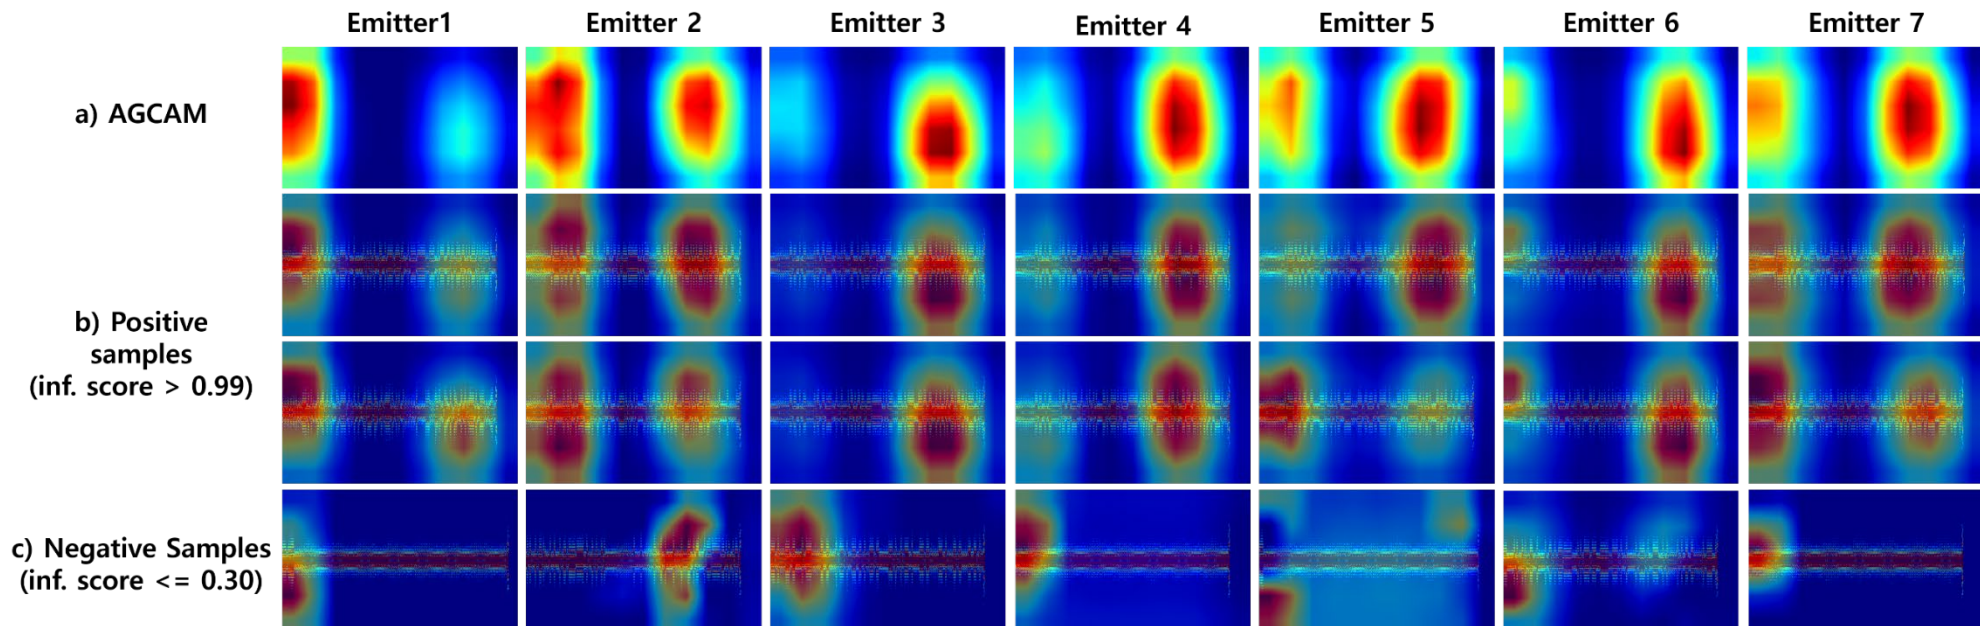 Emitter1 Emitter 2 Emitter 3 Emitter 4 Emitter 5 Emitter 6 Emitter 7
a) AGCAM
b) Positive
samples
(inf. score > 0.99)
c) Negative Samples
(inf. score <= 0.30)